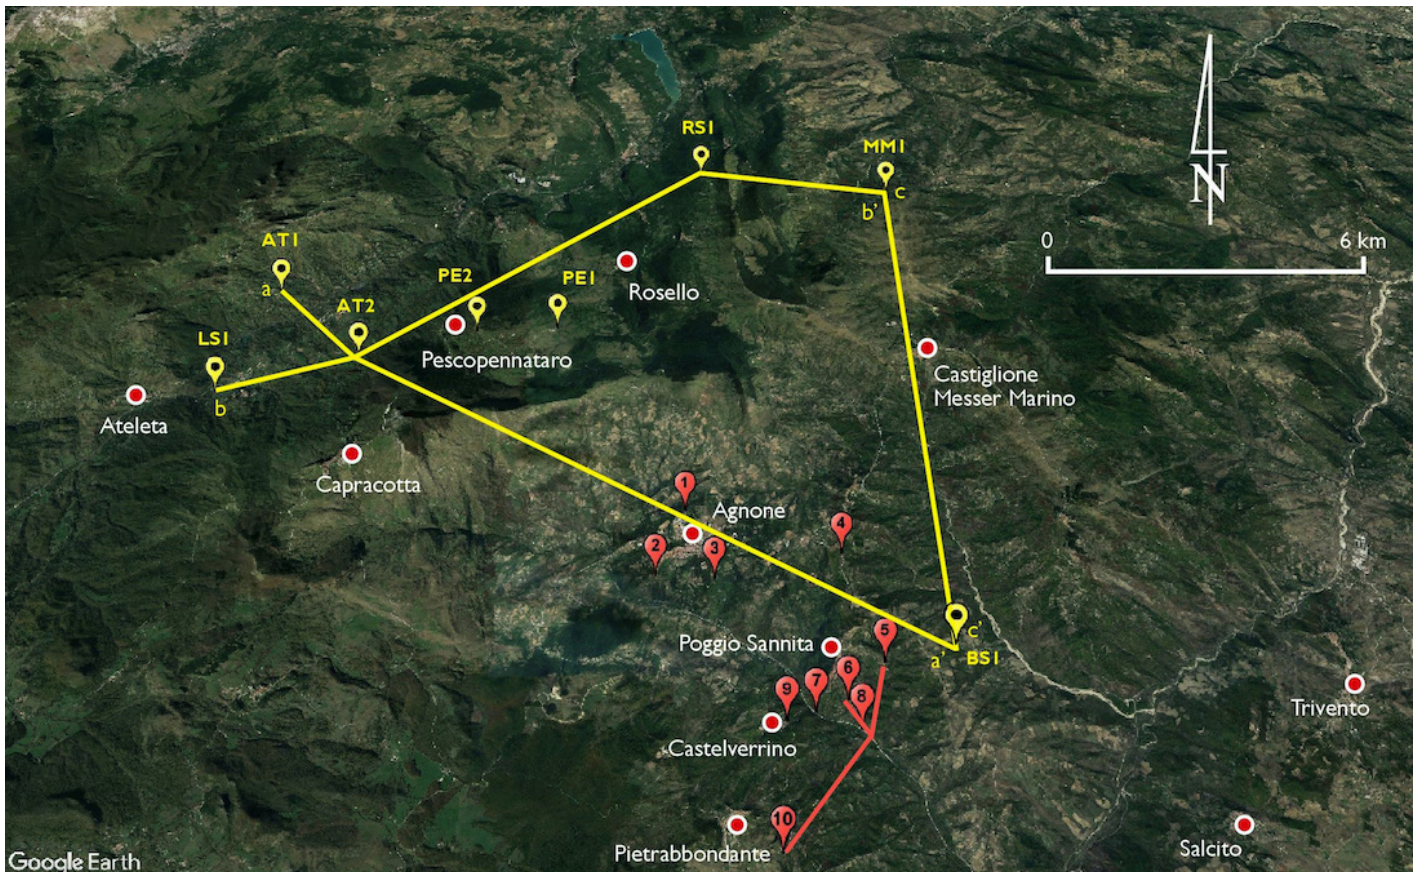 RS1
MM1
c
b'
N
0
6 km
AT1
a
PE2
PE1
Rosello
AT2
LS1
Pescopennataro
b
Ateleta
Castiglione
Messer Marino
Capracotta
1
Agnone
4
2
3
c'
5
Poggio Sannita
a'
BS1
6
7
9
8
Trivento
Castelverrino
10
Pietrabbondante
Salcito
Google Earth